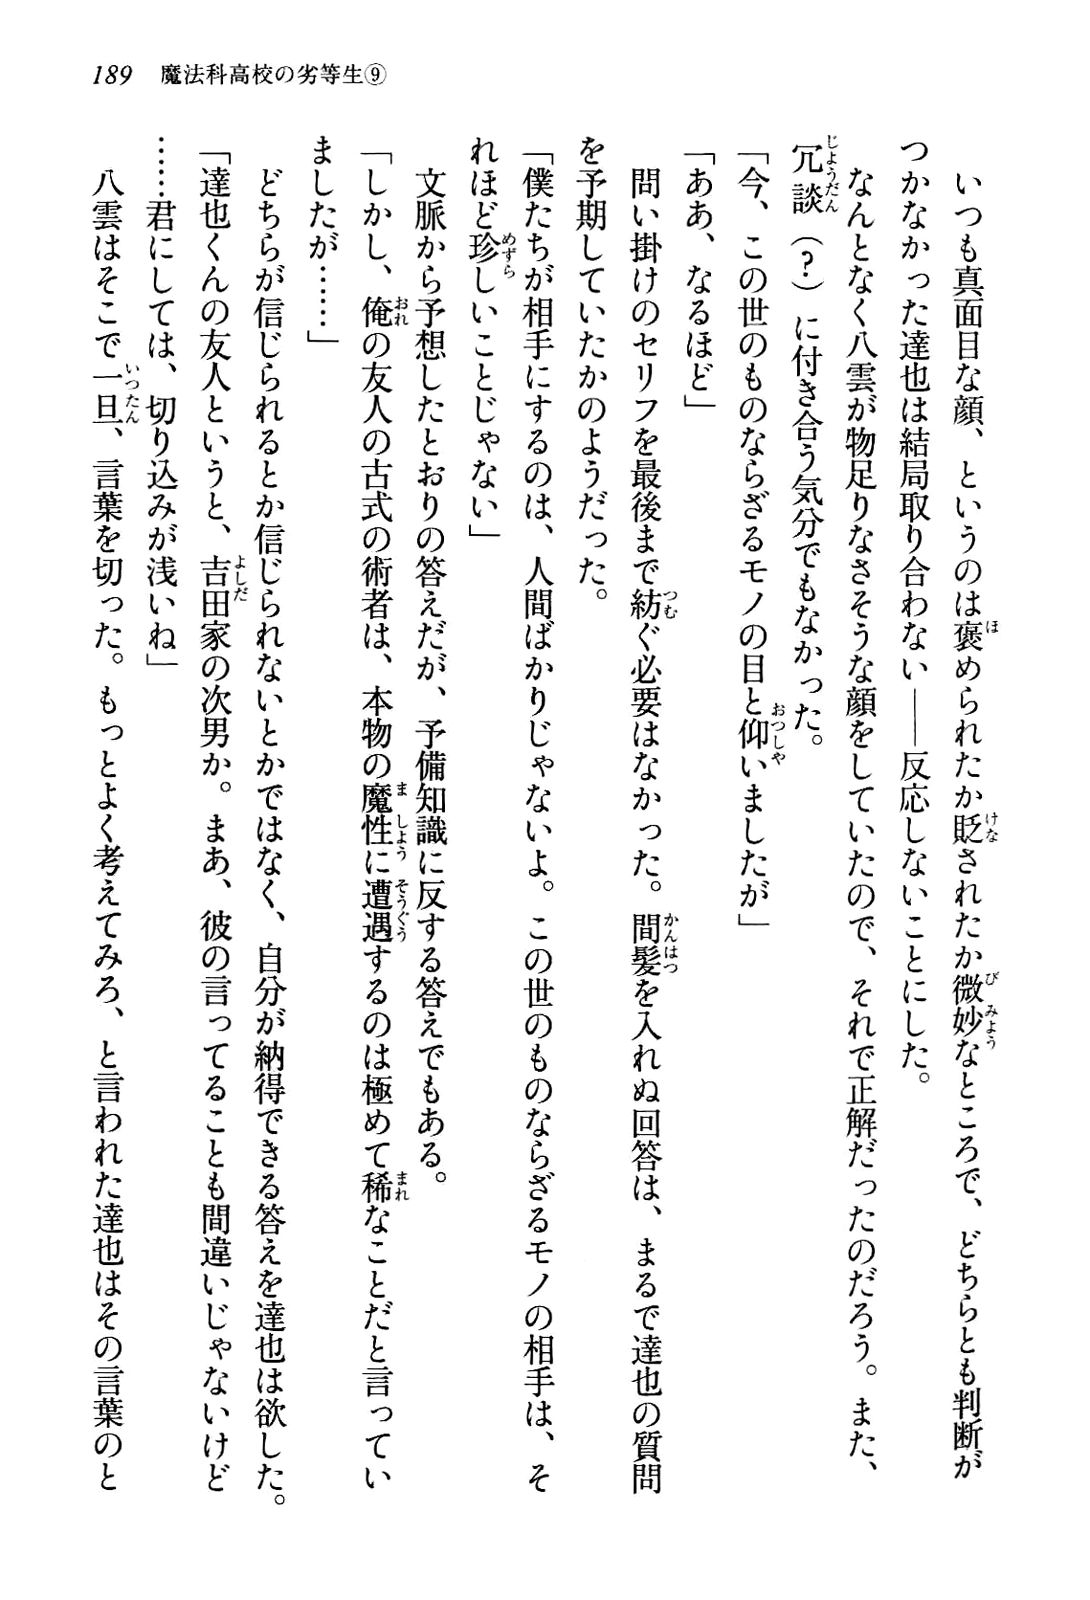 189　魔法科高校の劣等生⑨
　いつも真面目な顔、というのは褒められたか貶されたか微妙なところで、どちらとも判断が
つかなかった達也は結局取り合わない――反応しないことにした。
　なんとなく八雲が物足りなさそうな顔をしていたので、それで正解だったのだろう。また、
冗談（？）に付き合う気分でもなかった。
「今、この世のものならざるモノの目と仰いましたが」
「ああ、なるほど」
　問い掛けのセリフを最後まで紡ぐ必要はなかった。間髪を入れぬ回答は、まるで達也の質問
を予期していたかのようだった。
「僕たちが相手にするのは、人間ばかりじゃないよ。この世のものならざるモノの相手は、そ
れほど珍しいことじゃない」
　文脈から予想したとおりの答えだが、予備知識に反する答えでもある。
「しかし、俺の友人の古式の術者は、本物の魔性に遭遇するのは極めて稀なことだと言ってい
ましたが……」
　どちらが信じられるとか信じられないとかではなく、自分が納得できる答えを達也は欲した。
「達也くんの友人というと、吉田家の次男か。まあ、彼の言ってることも間違いじゃないけど
……君にしては、切り込みが浅いね」
　八雲はそこで一旦、言葉を切った。もっとよく考えてみろ、と言われた達也はその言葉のと